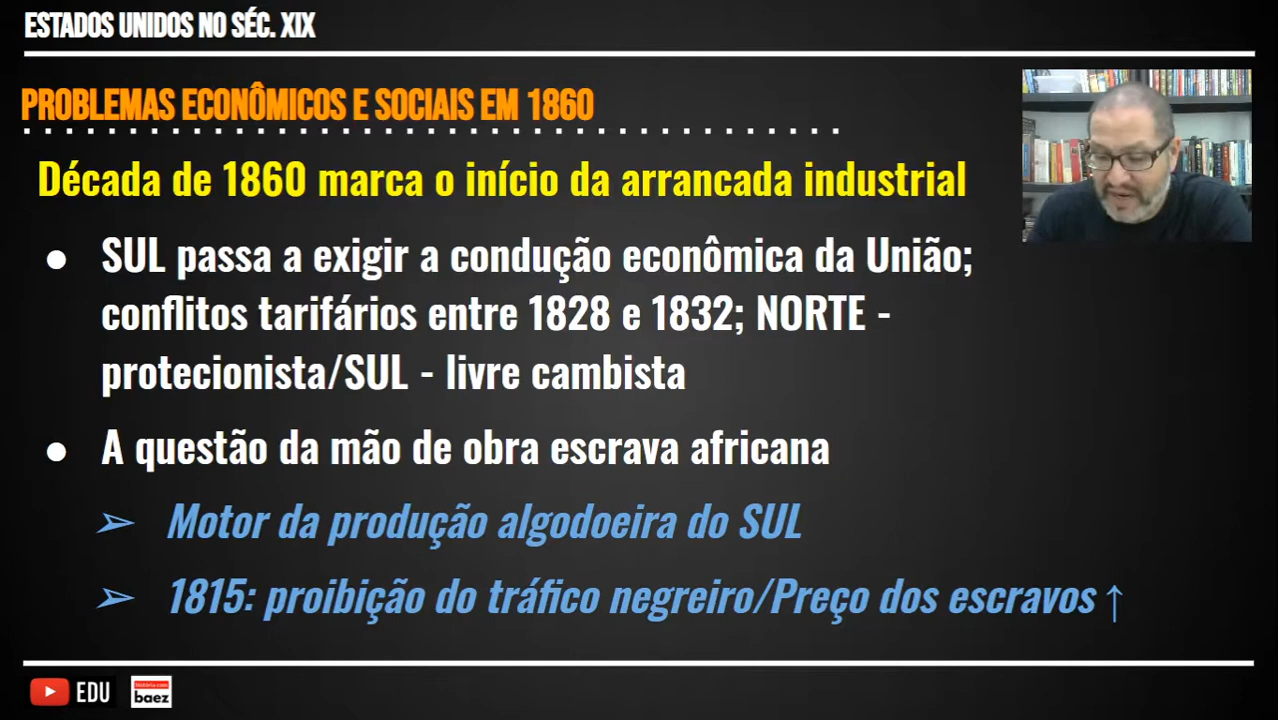 ESTADOS UNIDOS NO SÉC. XIX
PROBLEMAS ECONÔMICOS E SOCIAIS EM 1860
Década de 1860 marca o início da arrancada industrial
● SUL passa a exigir a condução econômica da União;
conflitos tarifários entre 1828 e 1832; NORTE -
protecionista/SUL - livre cambista
● A questão da mão de obra escrava africana
➢ Motor da produção algodoeira do SUL
➢ 1815: proibição do tráfico negreiro/Preço dos escravos ↑
EDU
história com
baez